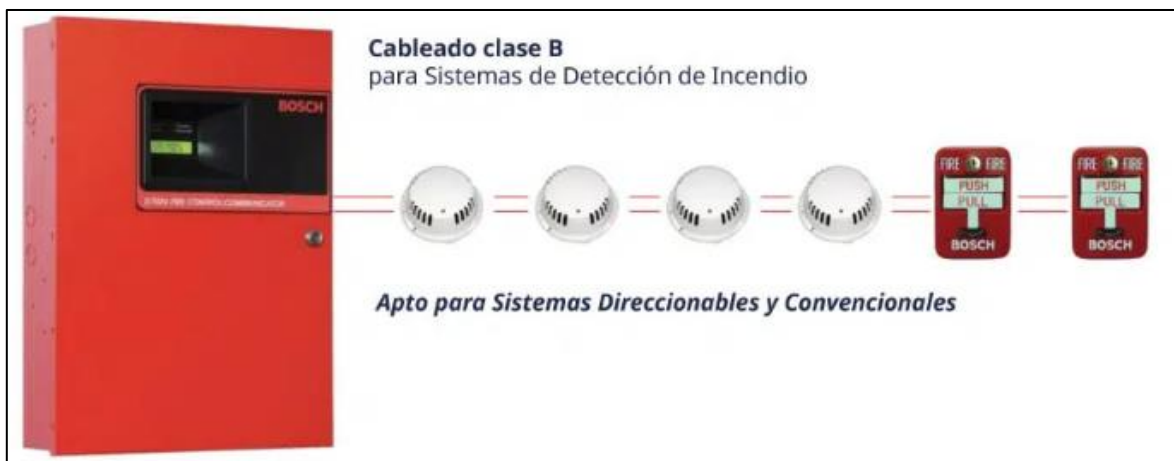 Cableado clase B
para Sistemas de Detección de Incendio
BOSCH
FIRE FIRE
PUSH
PULL
BOSCH
FIRE FIRE
PUSH
PULL
BOSCH
Apto para Sistemas Direccionables y Convencionales